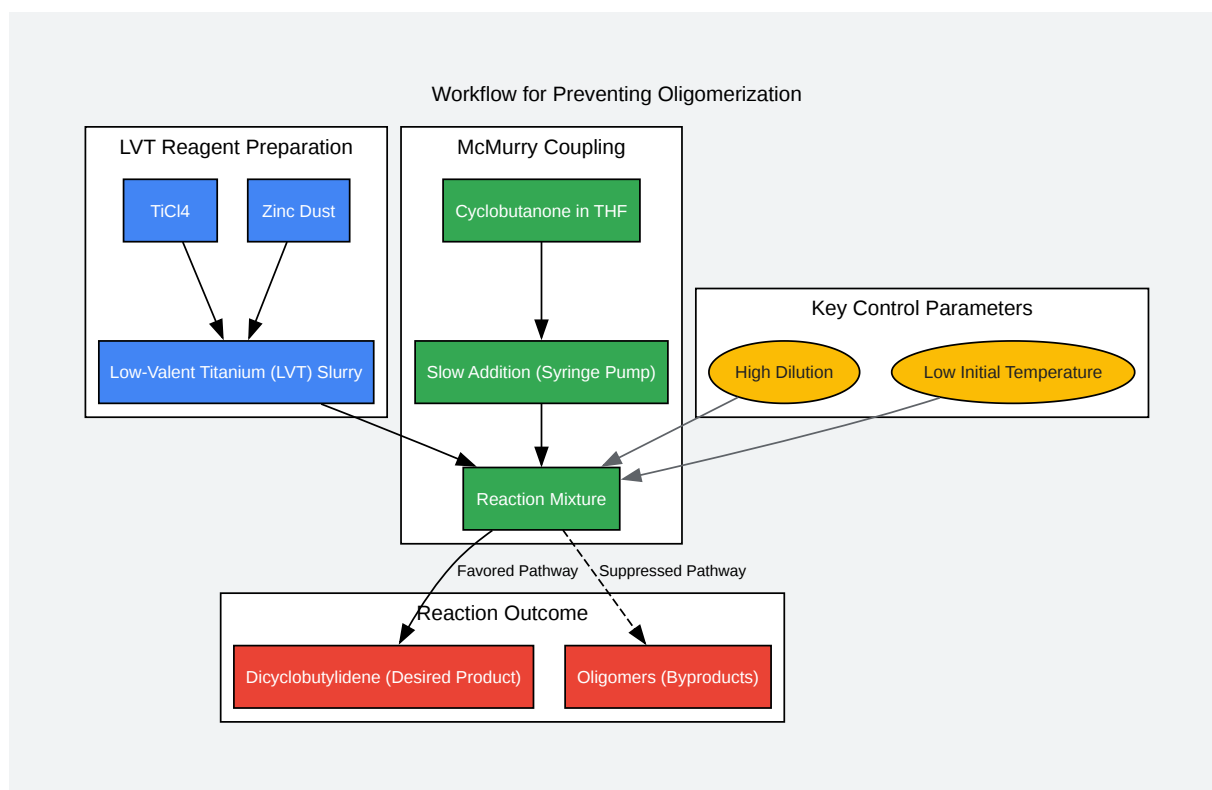 Workflow for Preventing Oligomerization
LVT Reagent Preparation
TiCl4
Zinc Dust
Low-Valent Titanium (LVT) Slurry
McMurry Coupling
Cyclobutanone in THF
Slow Addition (Syringe Pump)
Reaction Mixture
Key Control Parameters
High Dilution
Low Initial Temperature
Favored Pathway
Suppressed Pathway
Reaction Outcome
Dicyclobutylidene (Desired Product)
Oligomers (Byproducts)